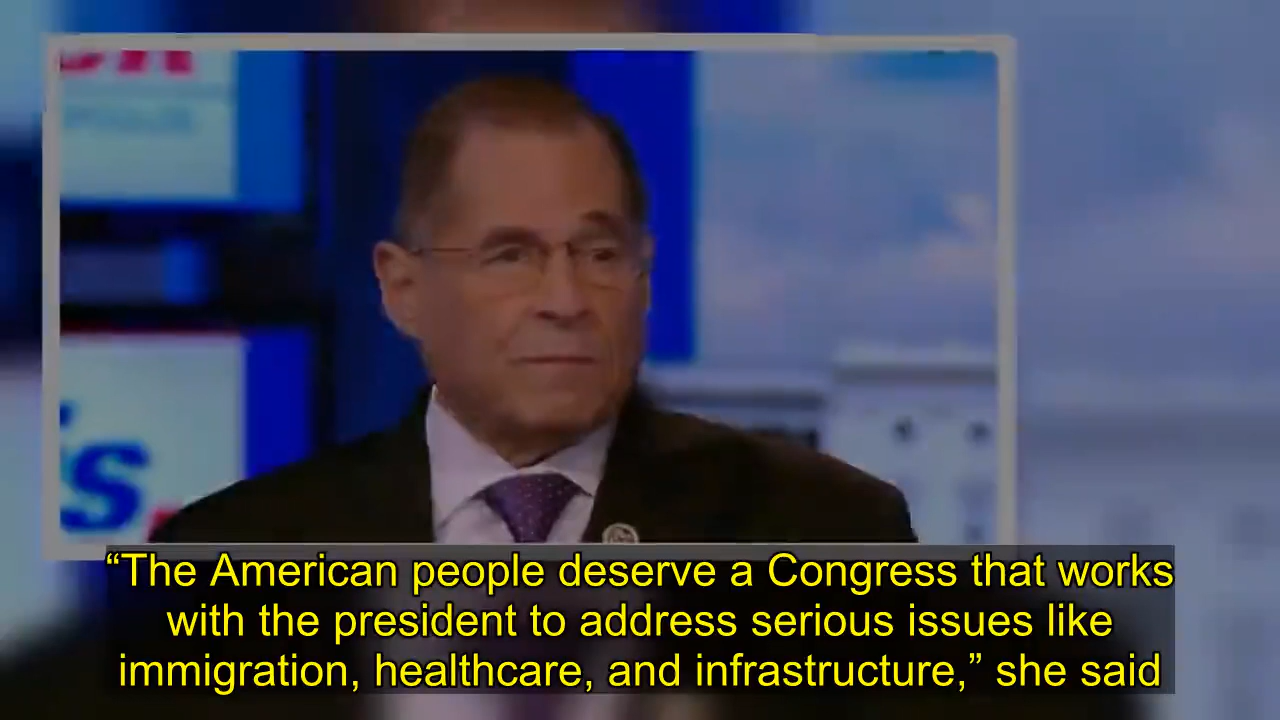 is.
“The American people deserve a Congress that works
with the president to address serious issues like
immigration, healthcare, and infrastructure,” she said